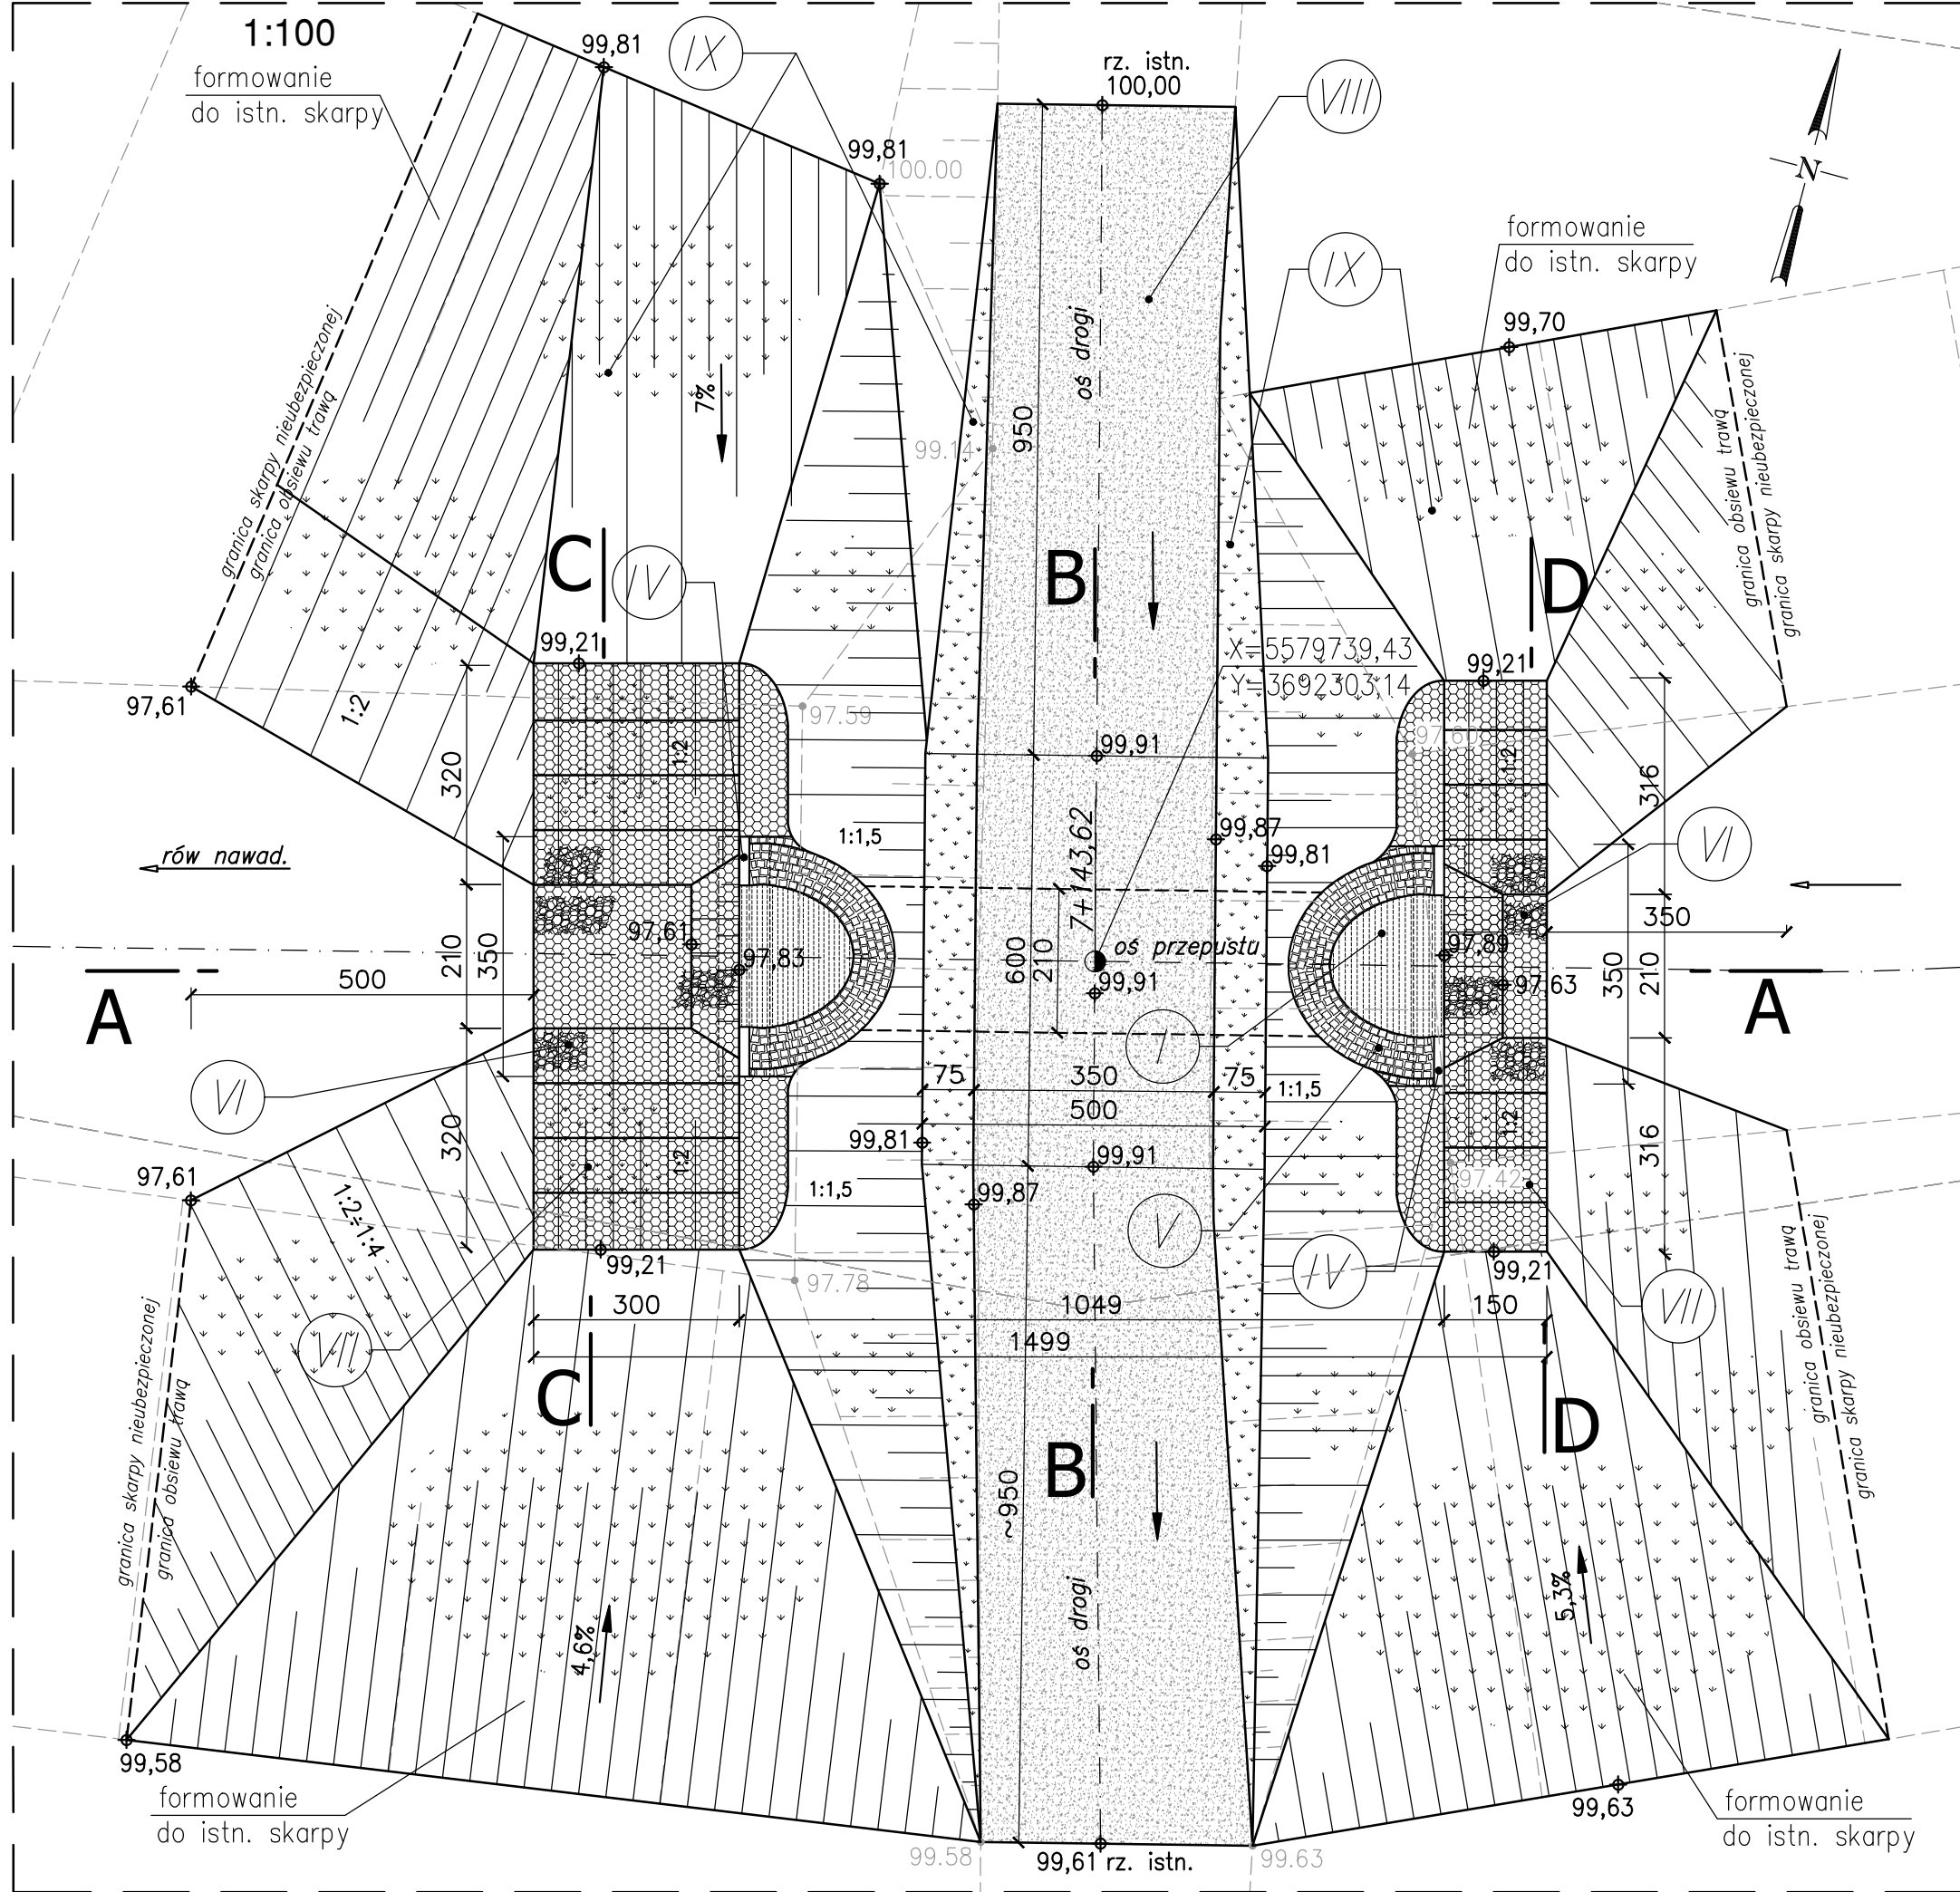 1:100
formowanie
do istn. skarpy
99,81
IX
rz. istn.
100,00
VIII
N
99,81
100.00
IX
formowanie
do istn. skarpy
99,70
granica skarpy nieubezpieczonej
granica obsiewu trawą
7%
oś drogi
950
99.14
granica obsiewu trawą
granica skarpy nieubezpieczonej
C
IV
B
D
99,21
X=5579739,43
Y=3692303,14
99,21
97,61
1:2
97.59
1:2
99,91
97.60
1:2
320
316
7+143,62
1:1,5
99,87
99,81
VI
rów nawad.
350
97,61
97,83
oś przepustu
97,89
210
350
600
210
99,91
97,63
350
210
500
A
A
I
VI
75
350
75
1:1,5
500
320
99,81
99,91
1:2
1:2
316
97,61
1:2÷1:4
1:1,5
99,87
97.42
V
99,21
97.78
IV
99,21
300
1049
150
VII
VII
1499
granica skarpy nieubezpieczonej
granica obsiewu trawą
C
B
D
granica obsiewu trawą
granica skarpy nieubezpieczonej
~950
4,6%
oś drogi
5,3%
99,58
formowanie
do istn. skarpy
99.58
99,61 rz. istn.
99.63
99,63
formowanie
do istn. skarpy